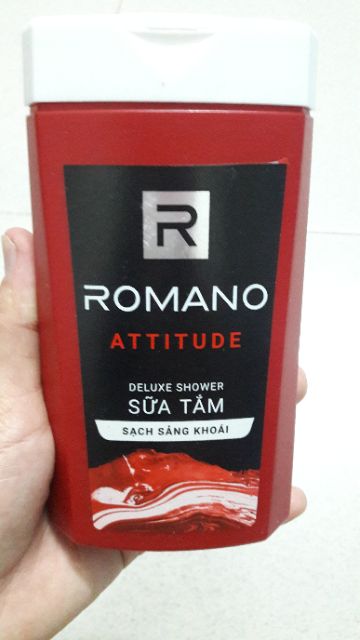 R
ROMANO
ATTITUDE
DELUXE SHOWER
SỮA TẮM
SẠCH SẢNG KHOÁI